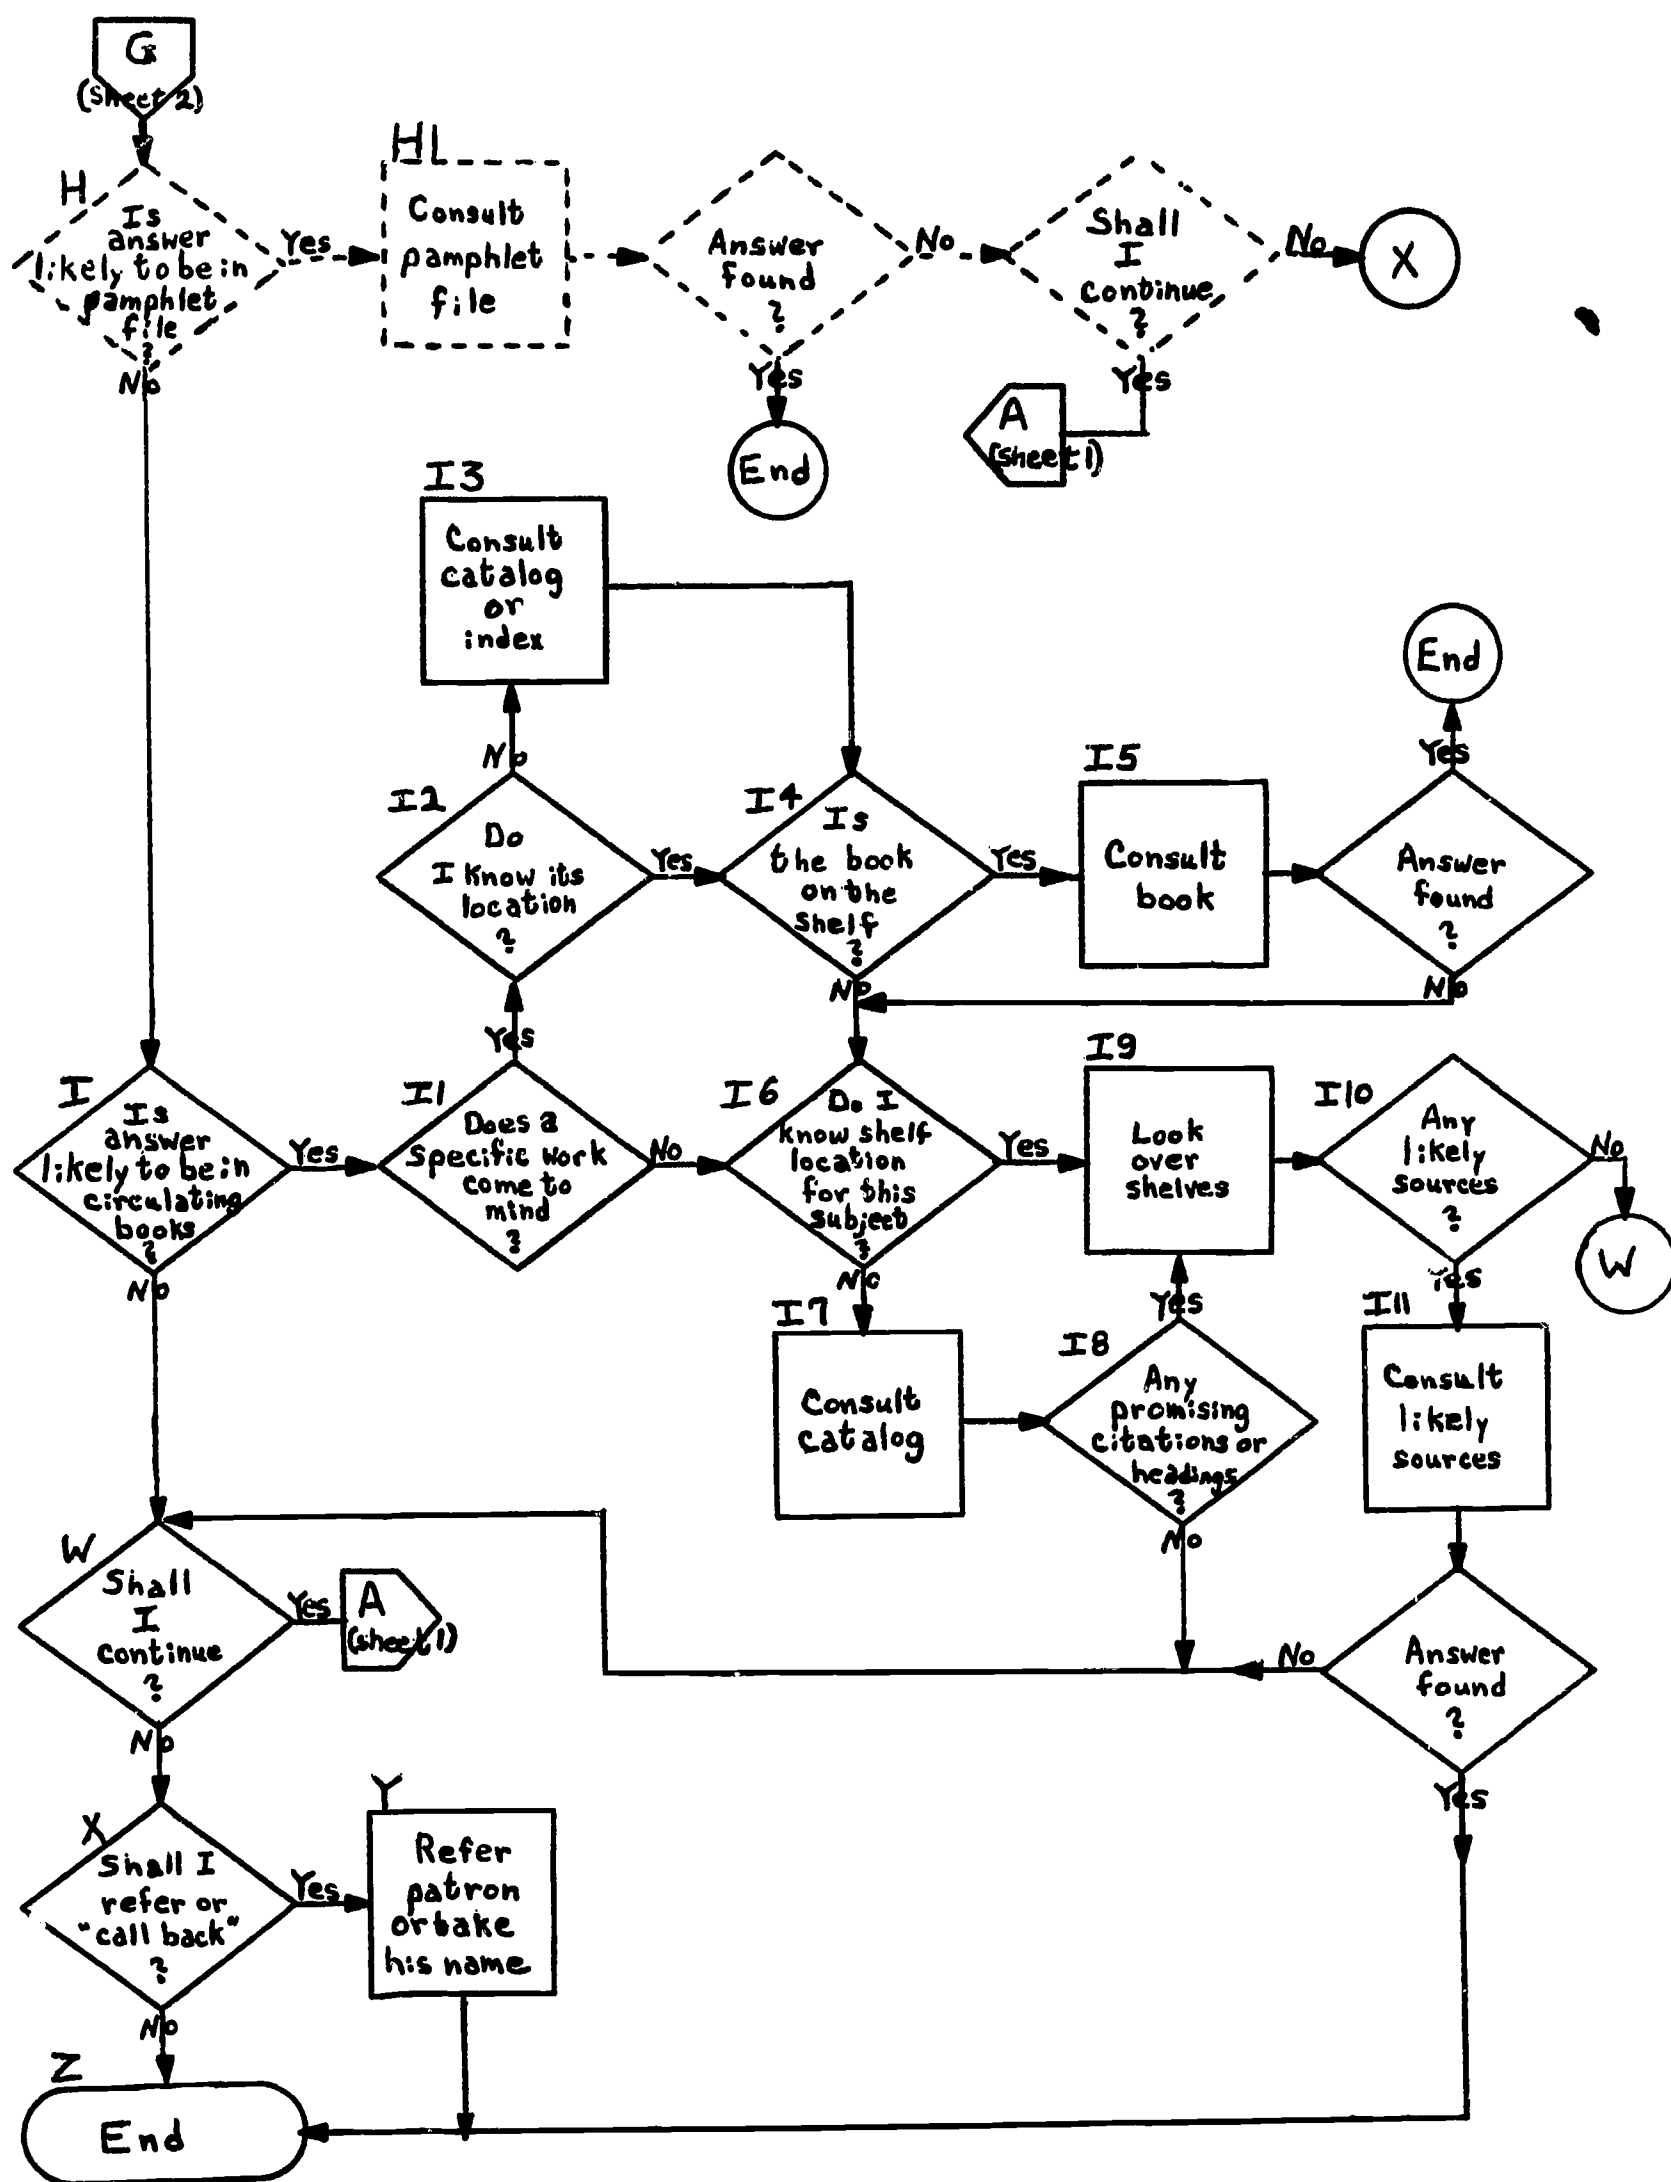 G
(Sheet 2)
H
Is
answer
likely to be in
pamphlet
file
?
Yes
No
H1
Consult
pamphlet
file
Answer
found
?
No
Yes
End
Shall
I
continue
?
No
X
Yes
A
(sheet 1)
I3
Consult
catalog
or
index
End
I2
Do
I know its
location
?
No
Yes
I4
Is
the book
on the
shelf
?
Yes
No
I5
Consult
book
Answer
found
?
Yes
No
I
Is
answer
likely to be in
circulating
books
?
Yes
No
I1
Does a
specific work
come to
mind
?
Yes
No
I6
Do I
know shelf
location
for this
subject
?
Yes
No
I9
Look
over
shelves
I10
Any
likely
sources
?
No
W
Yes
I7
Consult
catalog
I8
Any
promising
citations or
headings
?
Yes
No
I11
Consult
likely
sources
Answer
found
?
No
Yes
W
Shall
I
continue
?
Yes
A
(sheet 1)
No
X
Shall I
refer or
"call back"
?
Yes
No
Y
Refer
patron
or take
his name
Z
End